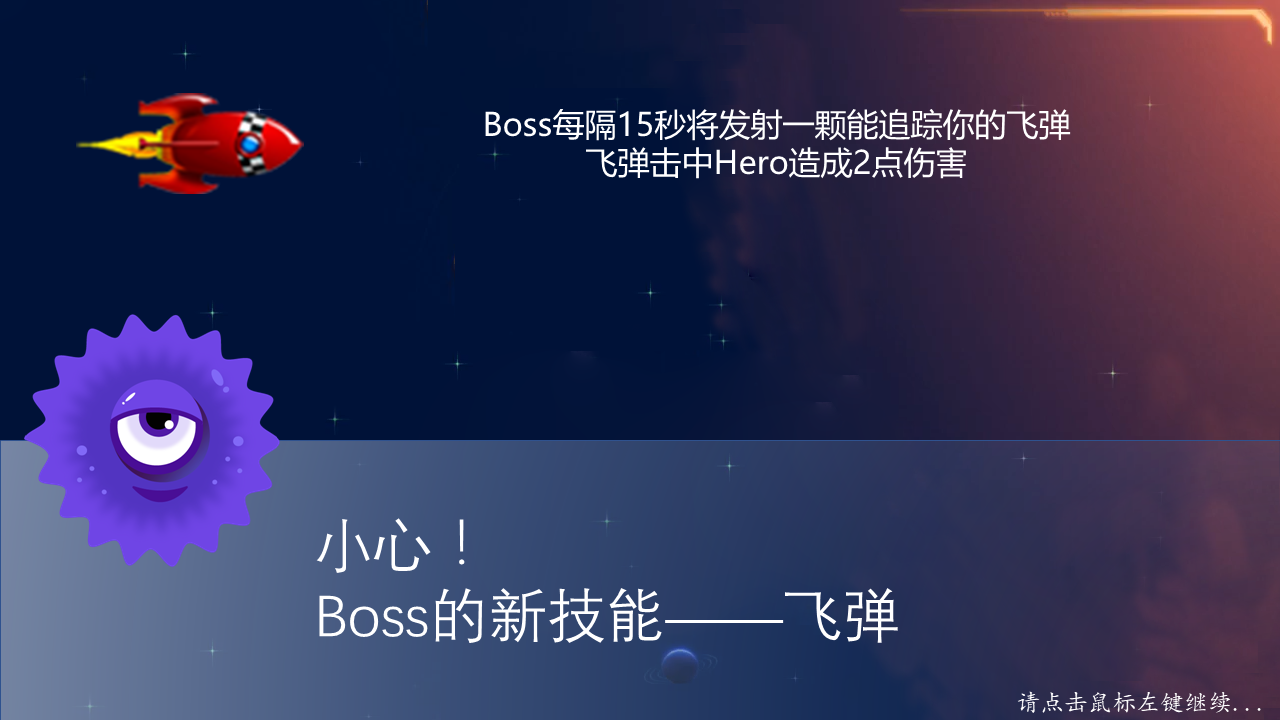 Boss每隔15秒将发射一颗能追踪你的飞弹
飞弹击中Hero造成2点伤害
小心！
Boss的新技能——飞弹
请点击鼠标左键继续...